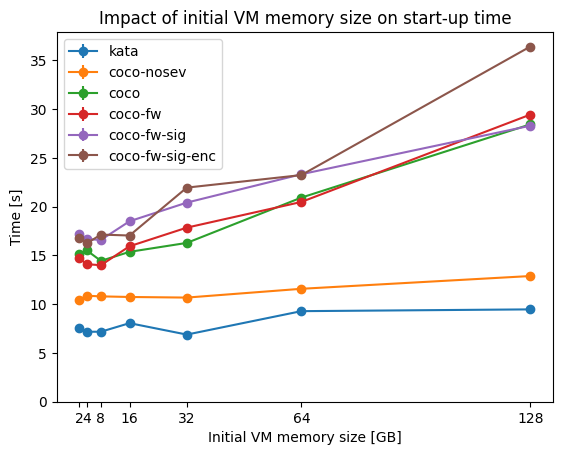 Impact of initial VM memory size on start-up time
kata
coco-nosev
coco
coco-fw
coco-fw-sig
coco-fw-sig-enc
Time [s]
35
30
25
20
15
10
5
0
2 4 8 16 32 64 128
Initial VM memory size [GB]